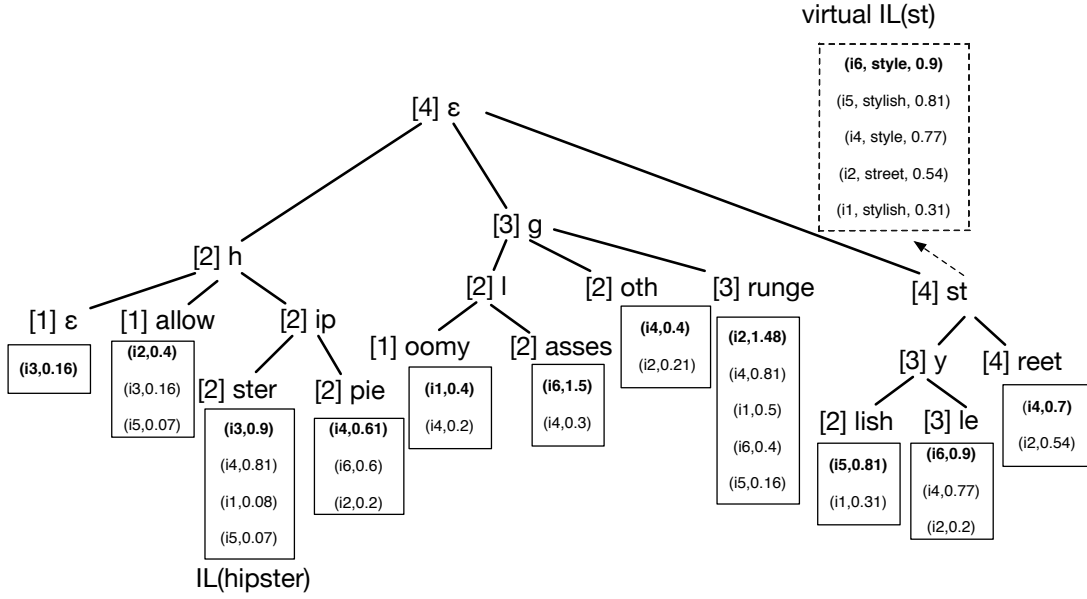 virtual IL(st)
(i6, style, 0.9)
(i5, stylish, 0.81)
(i4, style, 0.77)
(i2, street, 0.54)
(i1, stylish, 0.31)
[4] ε
[2] h
[3] g
[4] st
[1] ε
[1] allow
[2] ip
[2] l
[2] oth
[3] runge
(i3,0.16)
(i2,0.4)
(i3,0.16)
(i5,0.07)
[2] ster
[2] pie
[1] oomy
[2] asses
(i4,0.4)
(i2,0.21)
(i2,1.48)
(i4,0.81)
(i1,0.5)
(i6,0.4)
(i5,0.16)
[3] y
[4] reet
(i3,0.9)
(i4,0.81)
(i1,0.08)
(i5,0.07)
IL(hipster)
(i4,0.61)
(i6,0.6)
(i2,0.2)
(i1,0.4)
(i4,0.2)
(i6,1.5)
(i4,0.3)
[2] lish
[3] le
(i5,0.81)
(i1,0.31)
(i6,0.9)
(i4,0.77)
(i2,0.2)
(i4,0.7)
(i2,0.54)